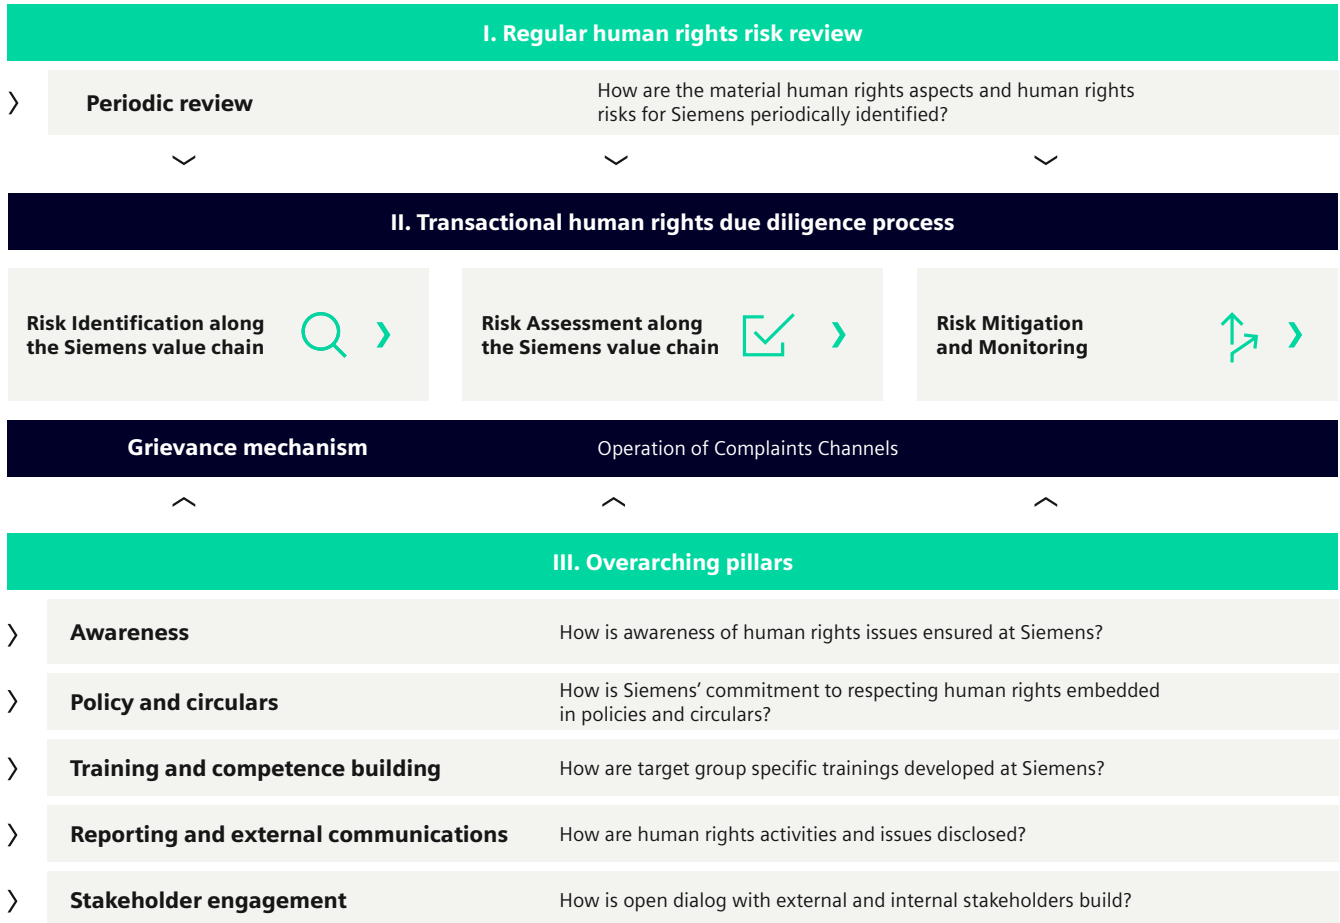 I. Regular human rights risk review
Periodic review
How are the material human rights aspects and human rights
risks for Siemens periodically identified?
II. Transactional human rights due diligence process
Risk Identification along
the Siemens value chain
Risk Assessment along
the Siemens value chain
Risk Mitigation
and Monitoring
Grievance mechanism
Operation of Complaints Channels
III. Overarching pillars
Awareness
How is awareness of human rights issues ensured at Siemens?
Policy and circulars
How is Siemens’ commitment to respecting human rights embedded
in policies and circulars?
Training and competence building
How are target group specific trainings developed at Siemens?
Reporting and external communications
How are human rights activities and issues disclosed?
Stakeholder engagement
How is open dialog with external and internal stakeholders build?